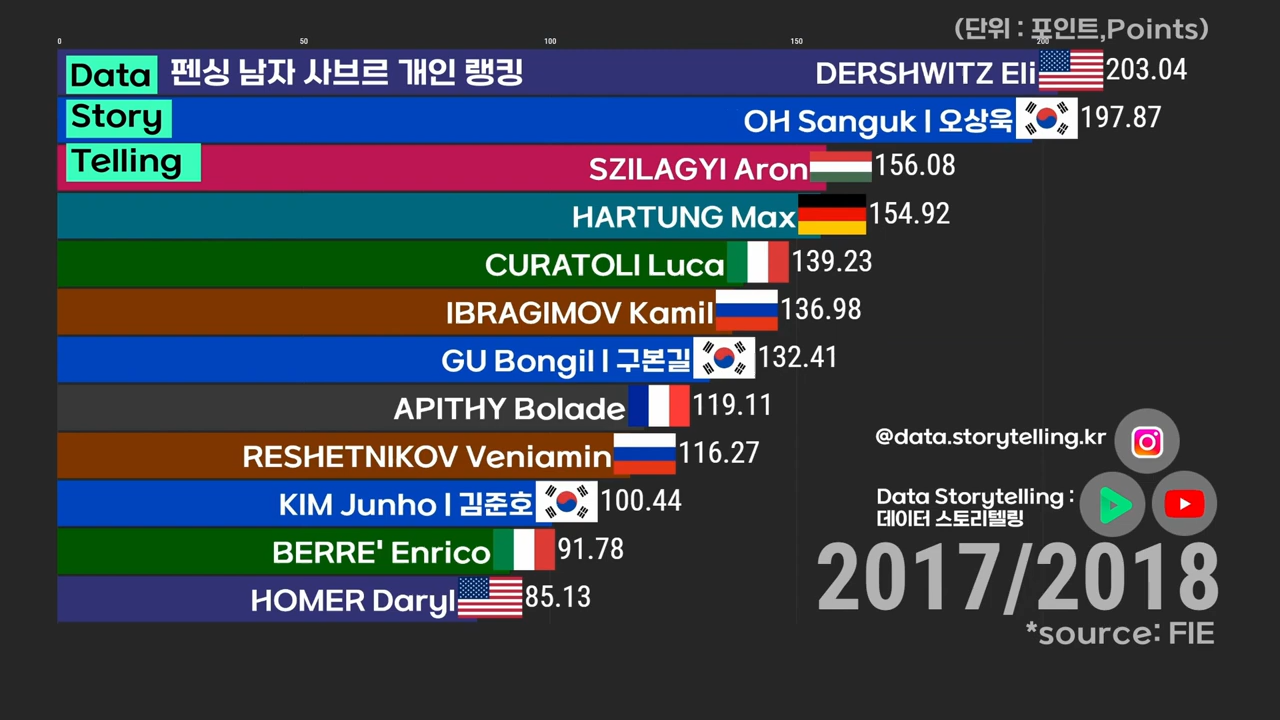 (단위 : 포인트,Points)
0 50 100 150 200
Data 펜싱 남자 사브르 개인 랭킹 DERSHWITZ Eli 203.04
Story OH Sanguk | 오상욱 197.87
Telling SZILAGYI Aron 156.08
HARTUNG Max 154.92
CURATOLI Luca 139.23
IBRAGIMOV Kamil 136.98
GU Bongil | 구본길 132.41
APITHY Bolade 119.11
RESHETNIKOV Veniamin 116.27
KIM Junho | 김준호 100.44
BERRE' Enrico 91.78
HOMER Daryl 85.13
@data.storytelling.kr
Data Storytelling :
데이터 스토리텔링
2017/2018
*source: FIE